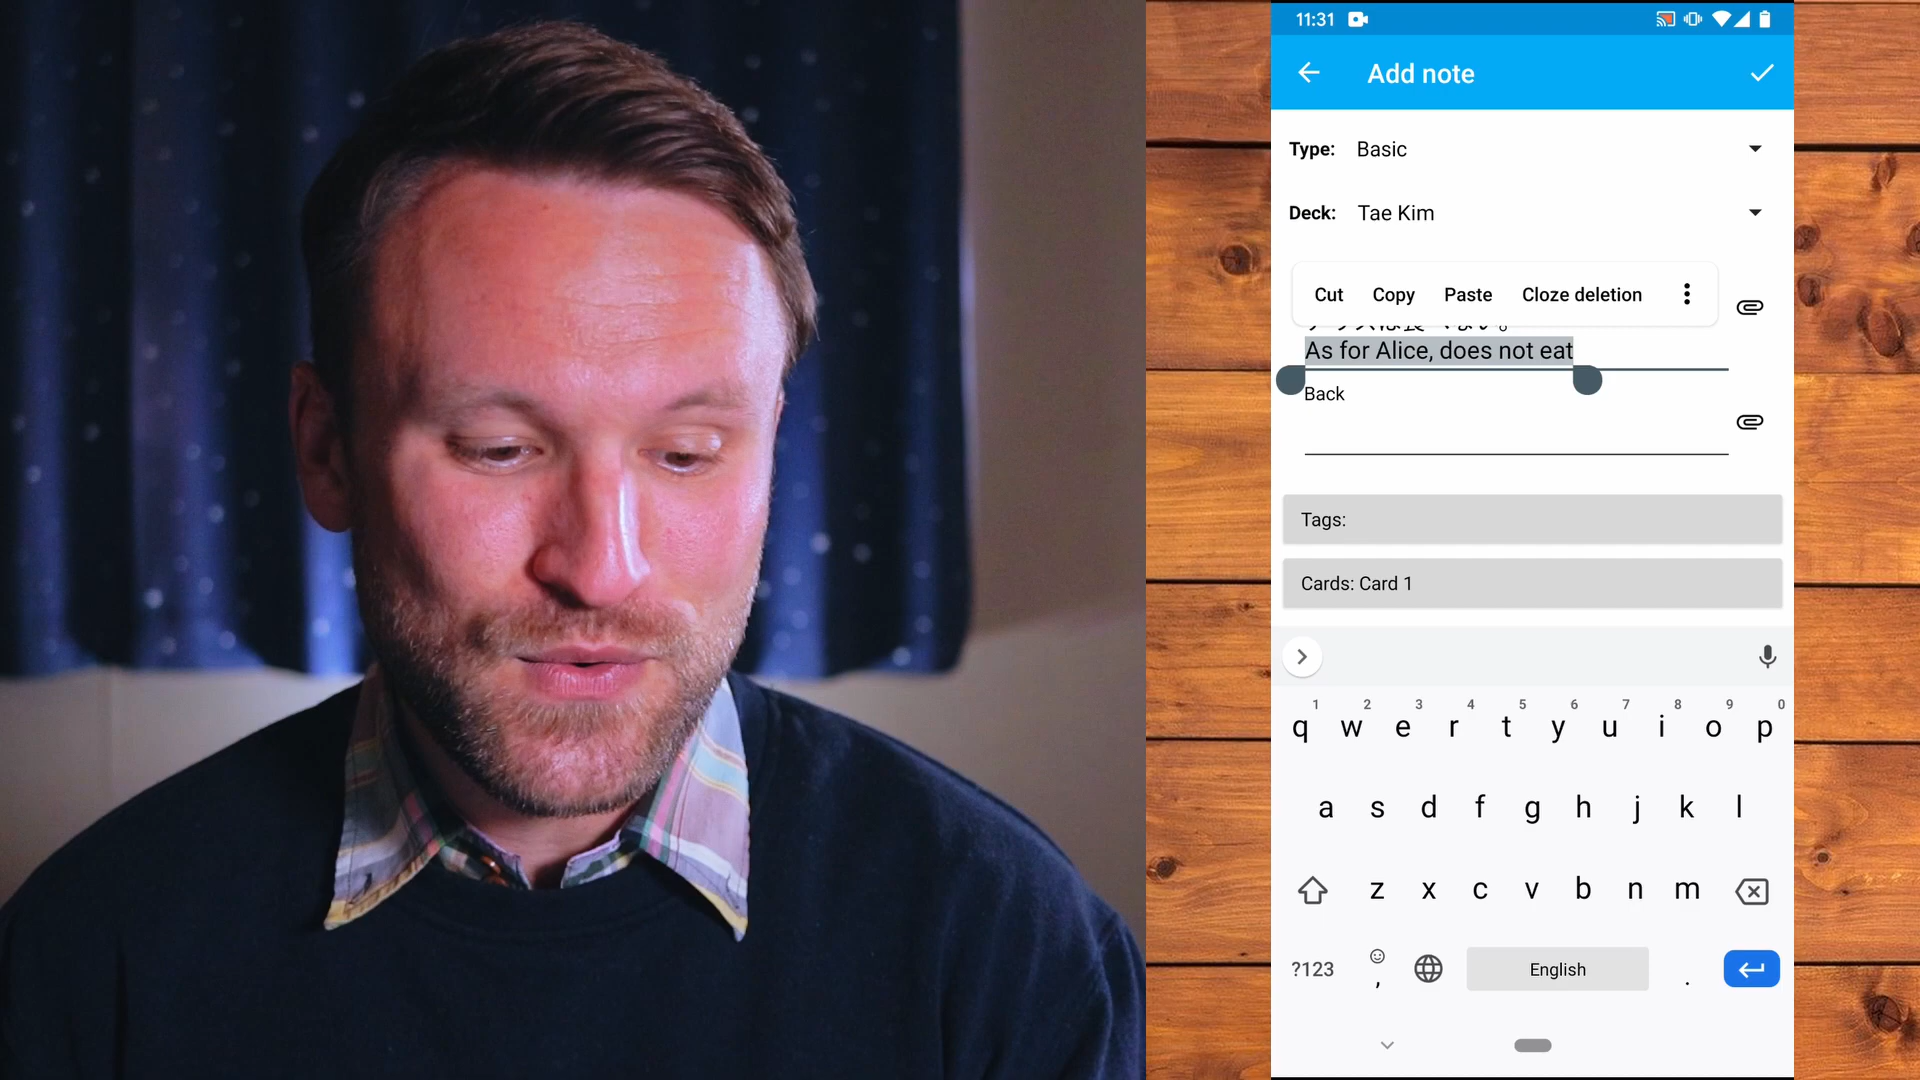 11:31
Add note
Type: Basic
Deck: Tae Kim
Cut Copy Paste Cloze deletion
As for Alice, does not eat
Back
Tags:
Cards: Card 1
1 2 3 4 5 6 7 8 9 0
q w e r t y u i o p
a s d f g h j k l
z x c v b n m
?123 , English .